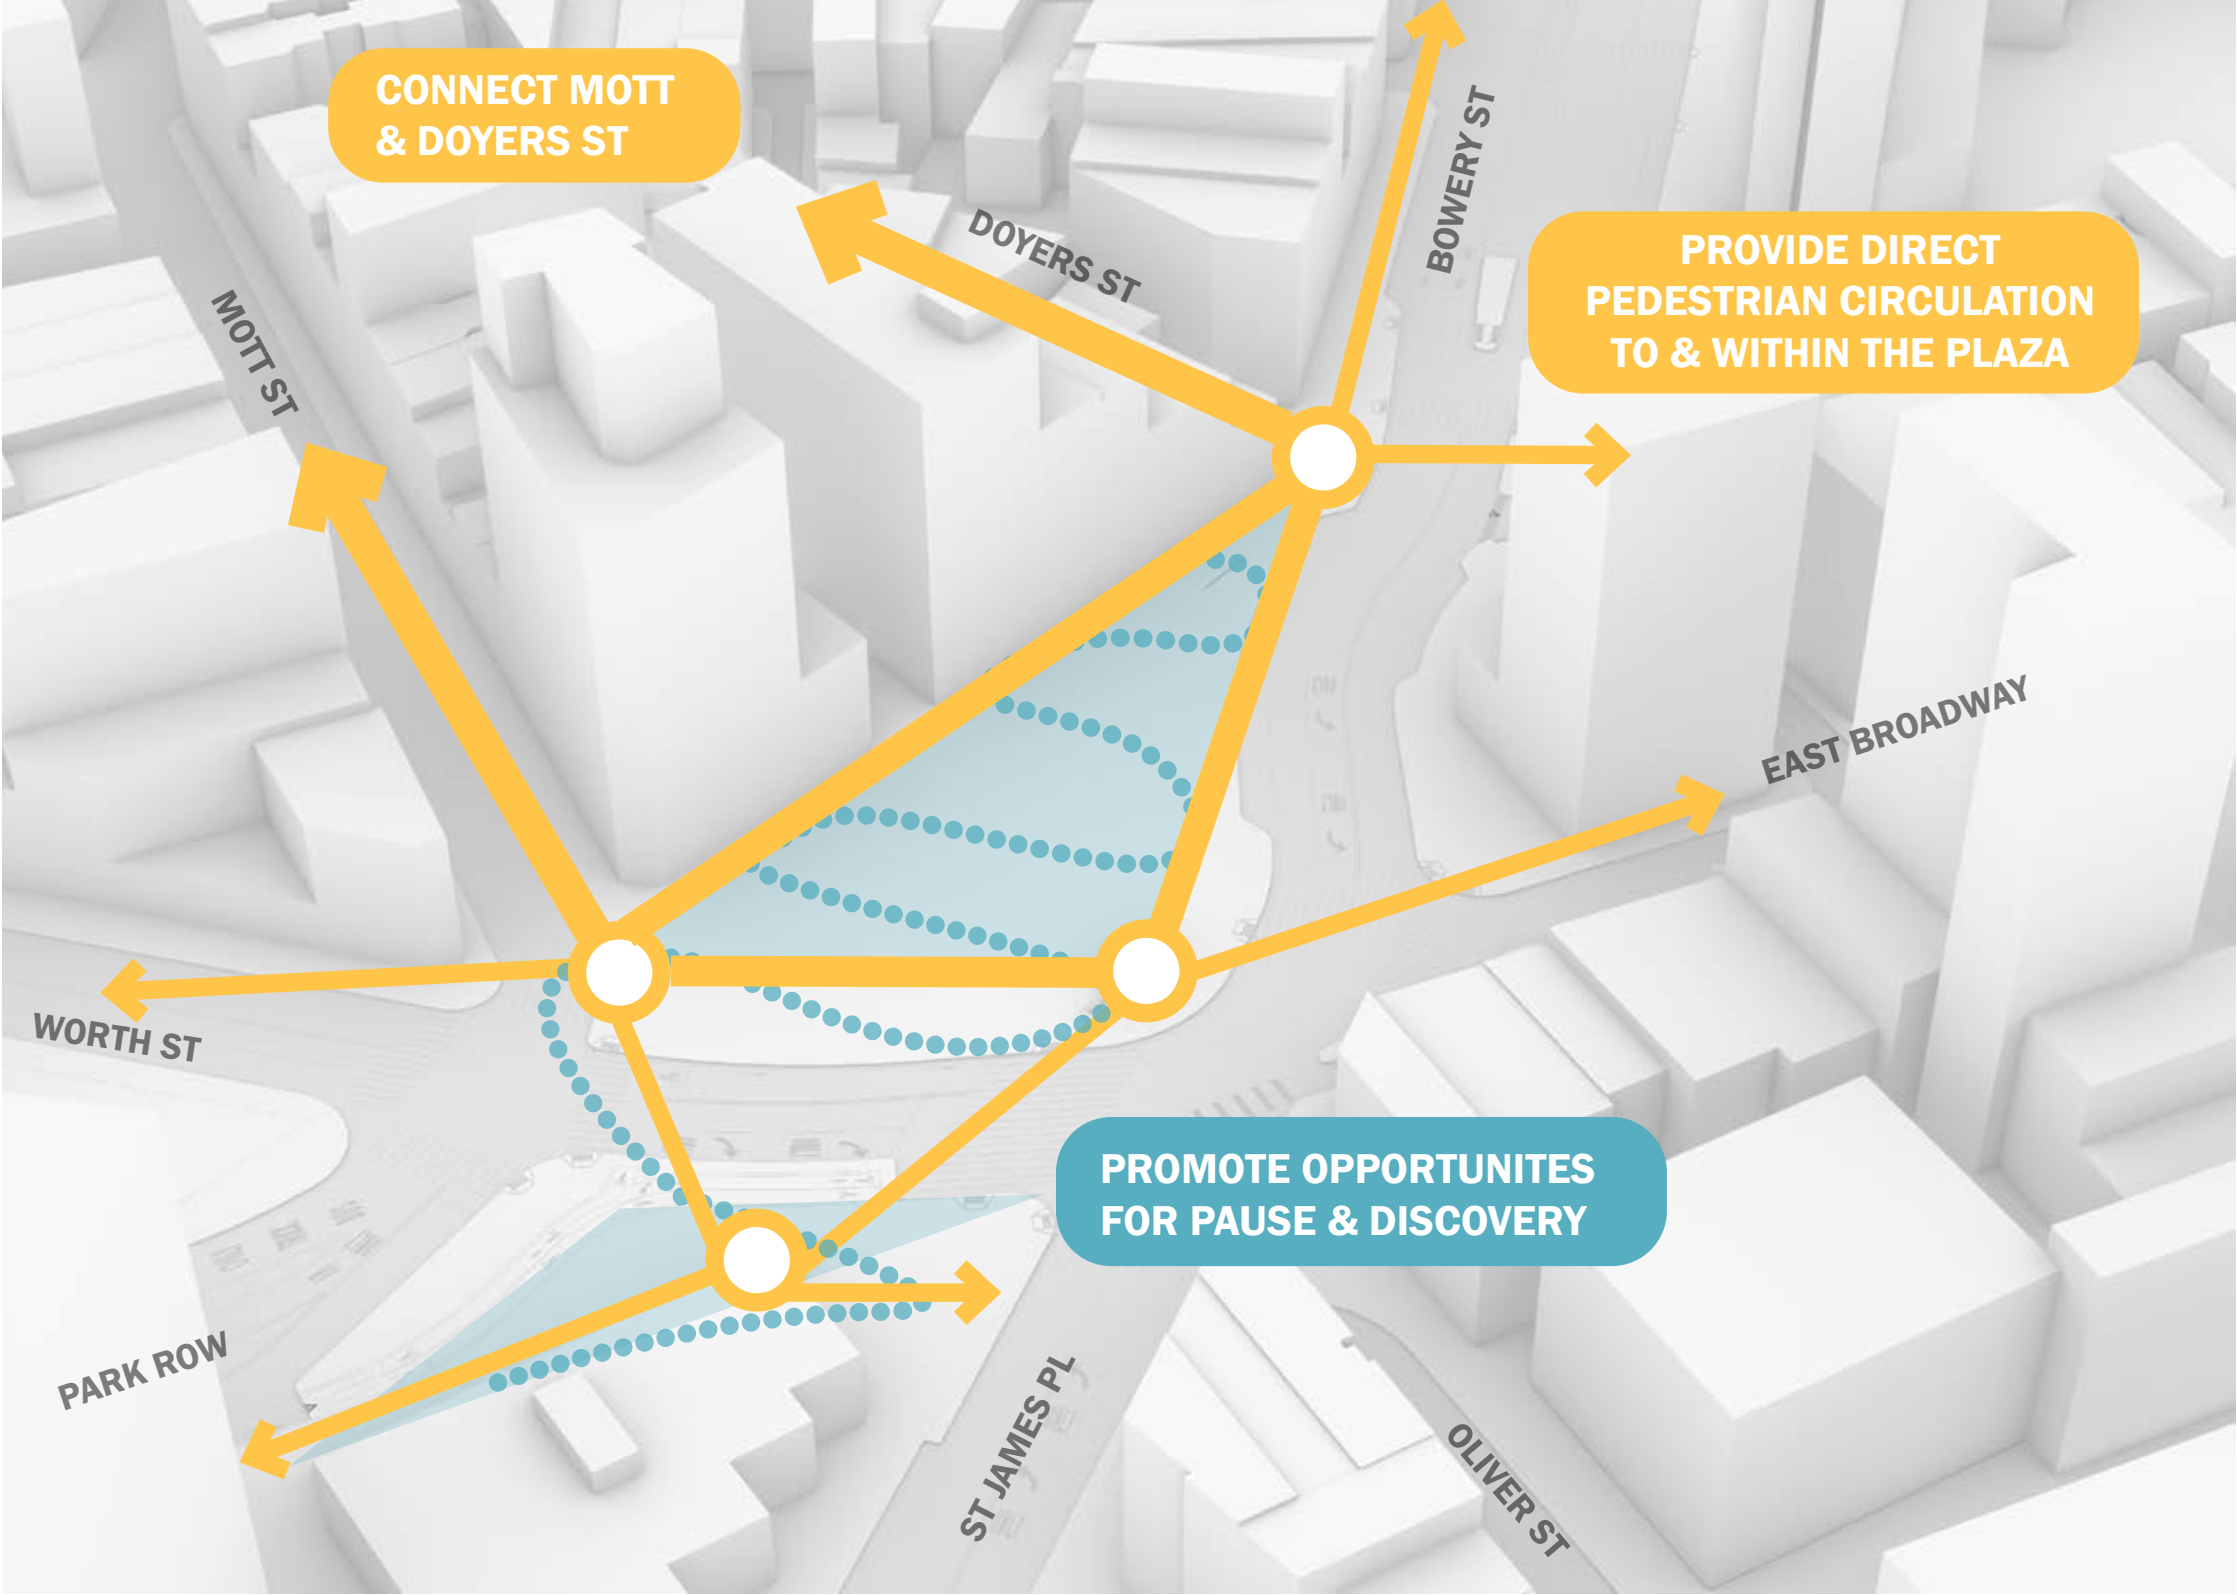 CONNECT MOTT
& DOYERS ST
BOWERY ST
DOYERS ST
PROVIDE DIRECT
PEDESTRIAN CIRCULATION
TO & WITHIN THE PLAZA
MOTT ST
EAST BROADWAY
WORTH ST
PROMOTE OPPORTUNITES
FOR PAUSE & DISCOVERY
PARK ROW
ST JAMES PL
OLIVER ST